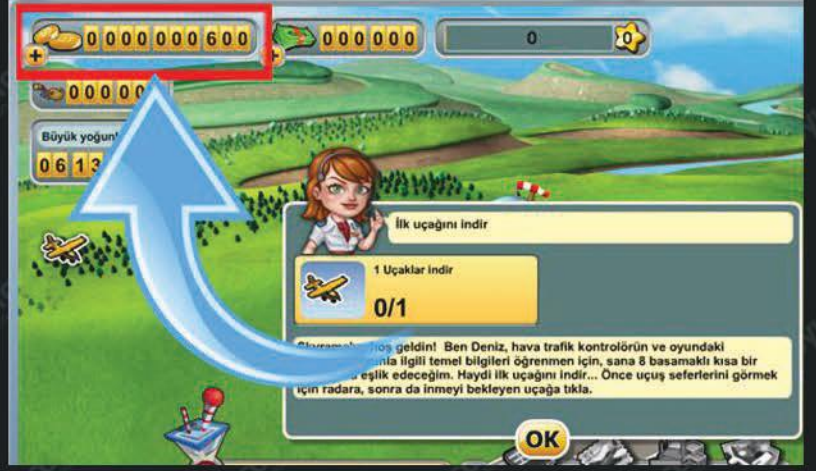 0000000600
000000
0
0
0000
Büyük
0613
İlk uçağını indir
1 Uçaklar indir
0/1
geldin! Ben Deniz, hava trafik kontrolörün ve oyundaki
ilgili temel bilgileri öğrenmen için, sana 8 basamaklı kısa bir
eşlik edeceğim. Haydi ilk uçağını indir... Önce uçuş seferlerini görmek
için radara, sonra da inmeyi bekleyen uçağa tıkla.
OK